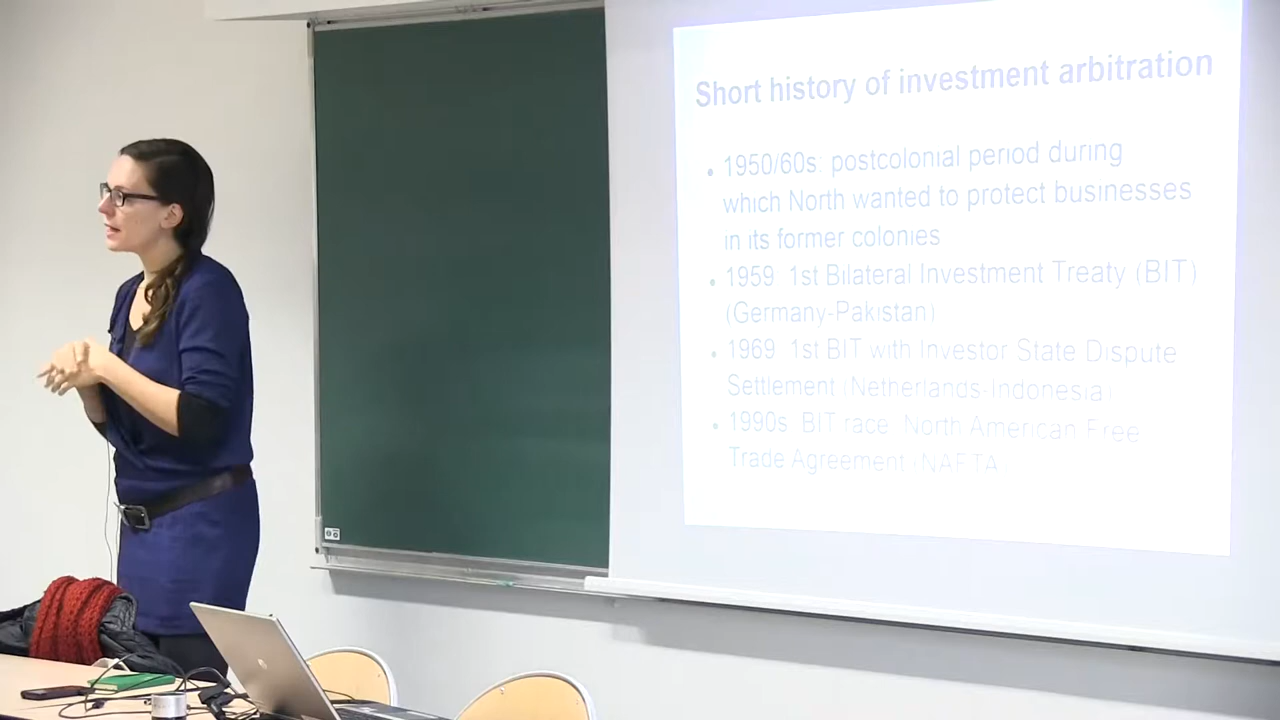 Short history of investment arbitration
• 1950/60s: postcolonial period during
which North wanted to protect businesses
in its former colonies
• 1959 1st Bilateral Investment Treaty (BIT)
(Germany-Pakistan)
• 1969 1st BIT with Investor State Dispute
Settlement (Netherlands-Indonesia)
• 1990s BIT race North American Free
Trade Agreement (NAFTA)